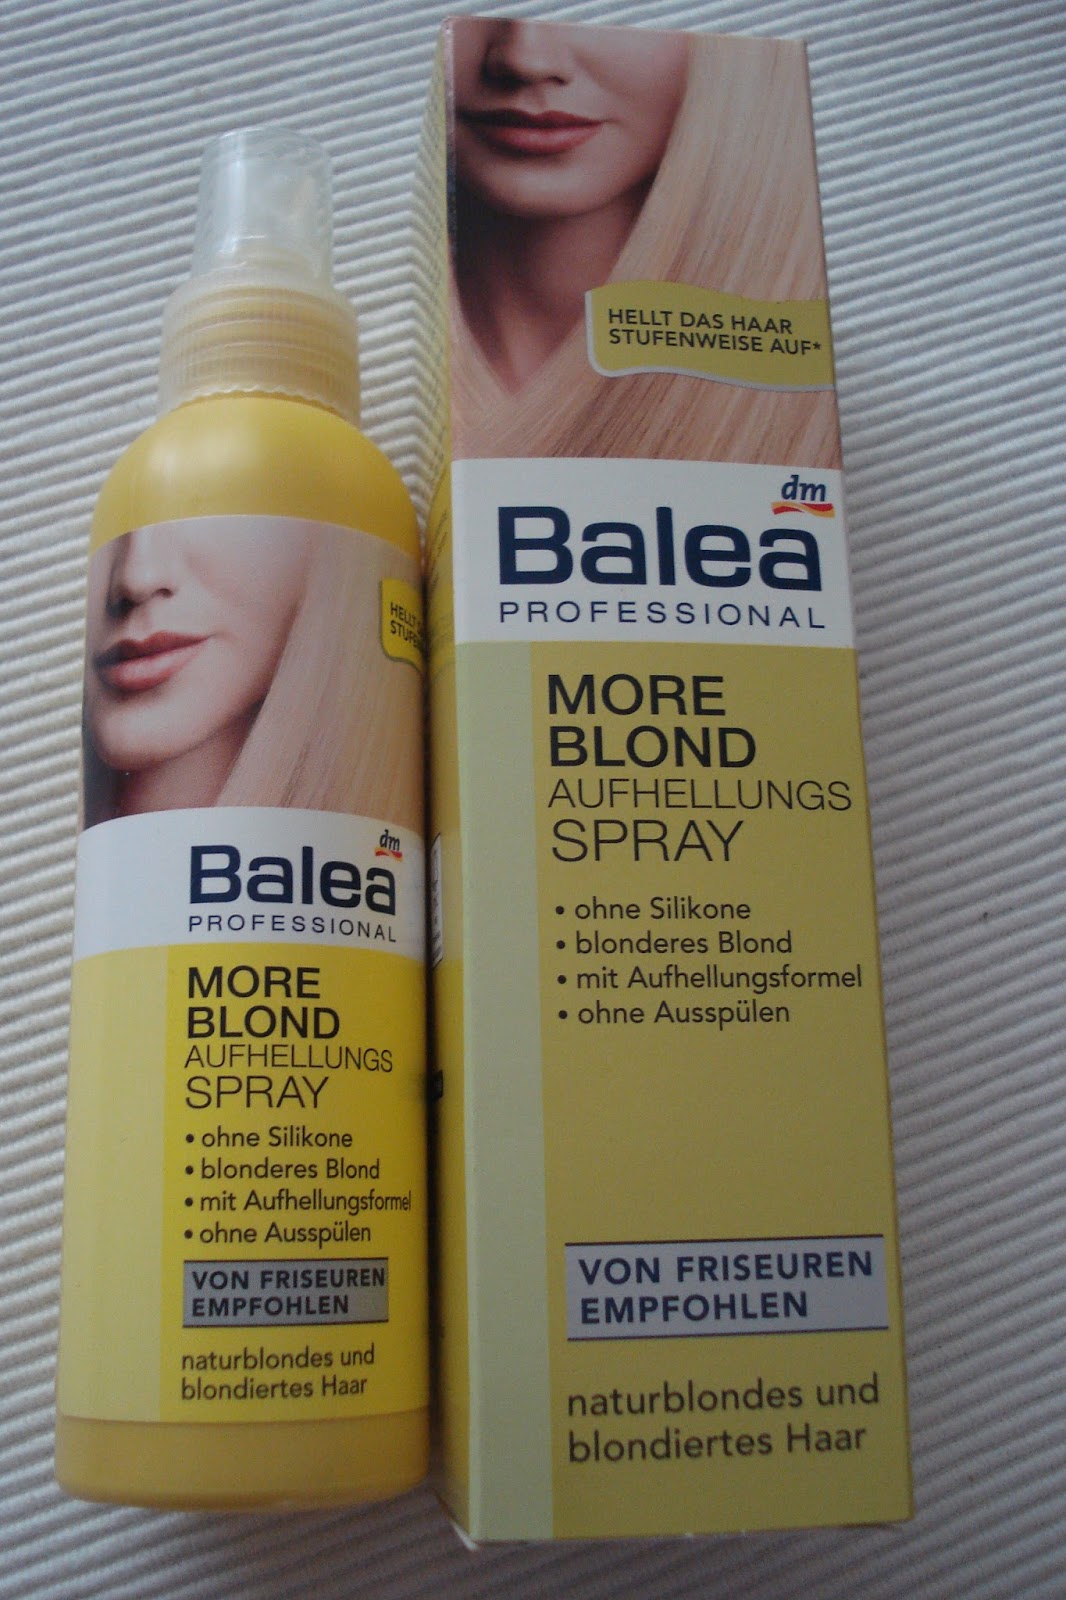 HELLT DAS HAAR
STUFENWEISE AUF*
dm
Balea
PROFESSIONAL
MORE
BLOND
AUFHELLUNGS
SPRAY
• ohne Silikone
• blonderes Blond
• mit Aufhellungsformel
• ohne Ausspülen
VON FRISEUREN
EMPFOHLEN
naturblondes und
blondiertes Haar
HELLT
dm
Balea
PROFESSIONAL
MORE
BLOND
AUFHELLUNGS
SPRAY
• ohne Silikone
• blonderes Blond
• mit Aufhellungsformel
• ohne Ausspülen
VON FRISEUREN
EMPFOHLEN
naturblondes und
blondiertes Haar